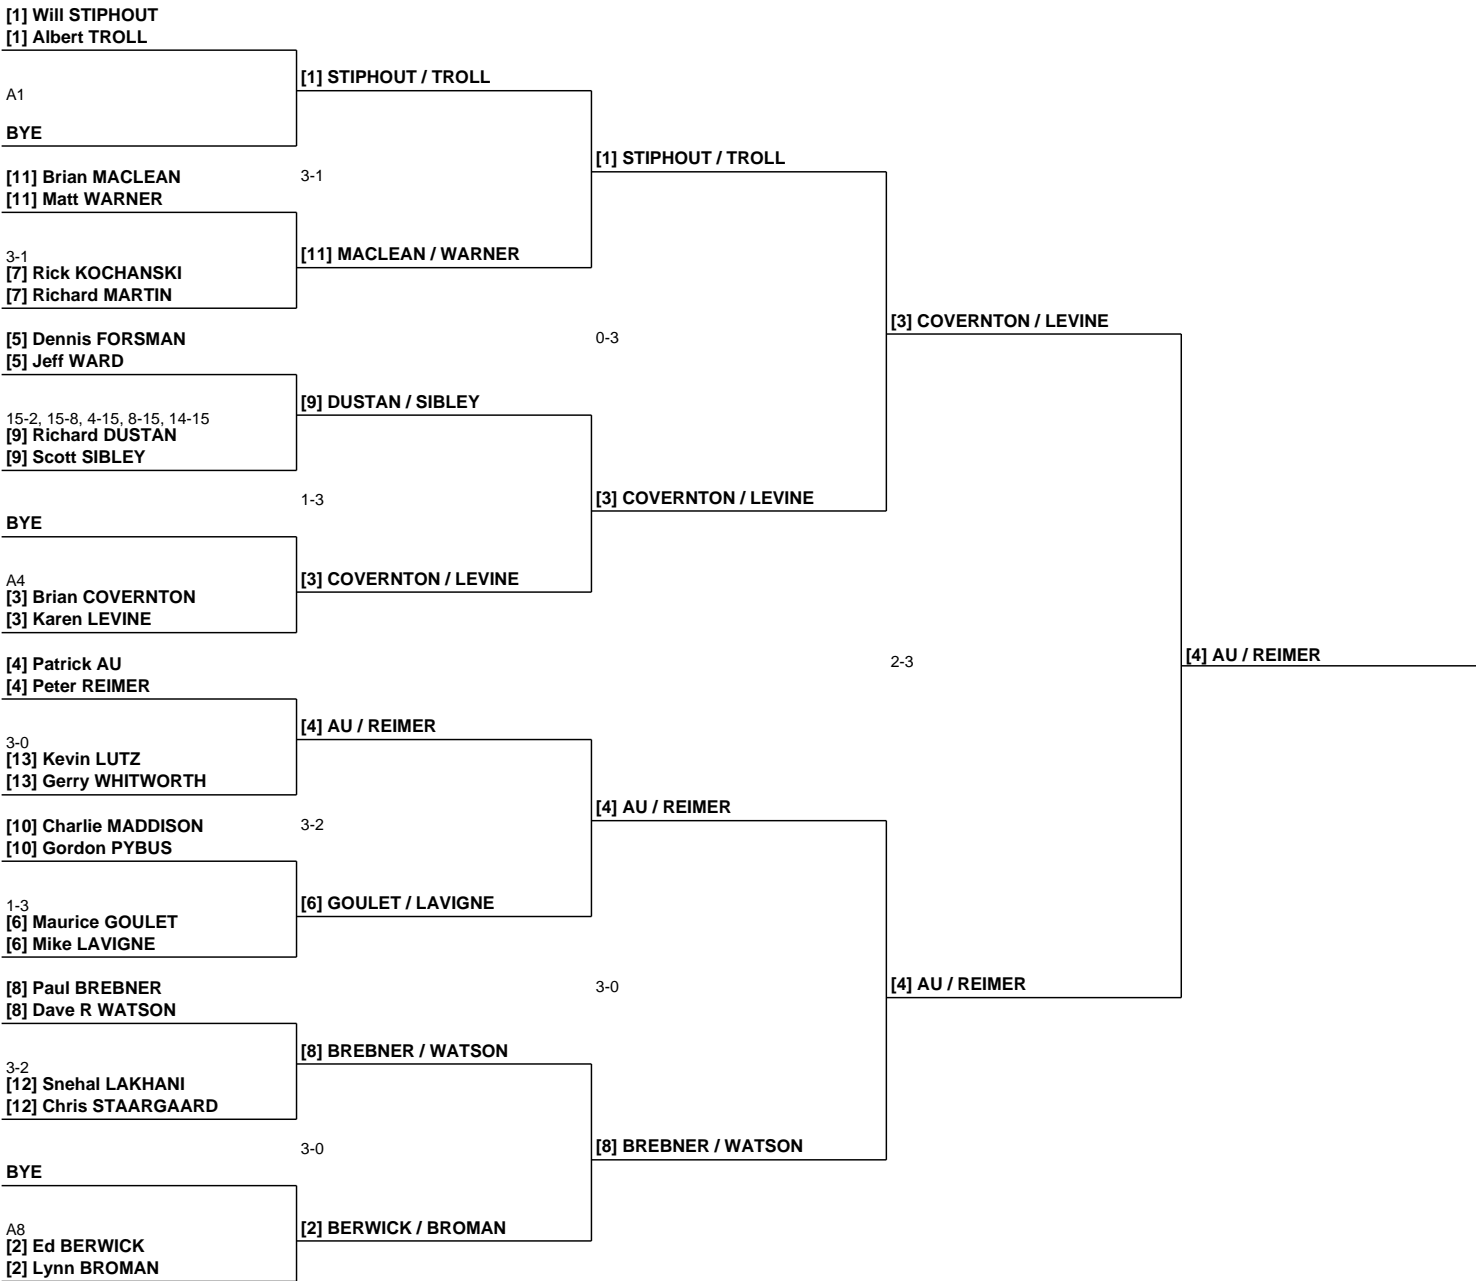 [1] Will STIPHOUT
[1] Albert TROLL
[1] STIPHOUT / TROLL
A1
BYE
[1] STIPHOUT / TROLL
[11] Brian MACLEAN
3-1
[11] Matt WARNER
3-1
[11] MACLEAN / WARNER
[7] Rick KOCHANSKI
[7] Richard MARTIN
[3] COVERNTON / LEVINE
[5] Dennis FORSMAN
0-3
[5] Jeff WARD
[9] DUSTAN / SIBLEY
15-2, 15-8, 4-15, 8-15, 14-15
[9] Richard DUSTAN
[9] Scott SIBLEY
1-3
[3] COVERNTON / LEVINE
BYE
A4
[3] COVERNTON / LEVINE
[3] Brian COVERNTON
[3] Karen LEVINE
[4] Patrick AU
2-3
[4] AU / REIMER
[4] Peter REIMER
[4] AU / REIMER
3-0
[13] Kevin LUTZ
[13] Gerry WHITWORTH
[4] AU / REIMER
[10] Charlie MADDISON
3-2
[10] Gordon PYBUS
1-3
[6] GOULET / LAVIGNE
[6] Maurice GOULET
[6] Mike LAVIGNE
[8] Paul BREBNER
3-0
[4] AU / REIMER
[8] Dave R WATSON
[8] BREBNER / WATSON
3-2
[12] Snehal LAKHANI
[12] Chris STAARGAARD
3-0
[8] BREBNER / WATSON
BYE
A8
[2] BERWICK / BROMAN
[2] Ed BERWICK
[2] Lynn BROMAN